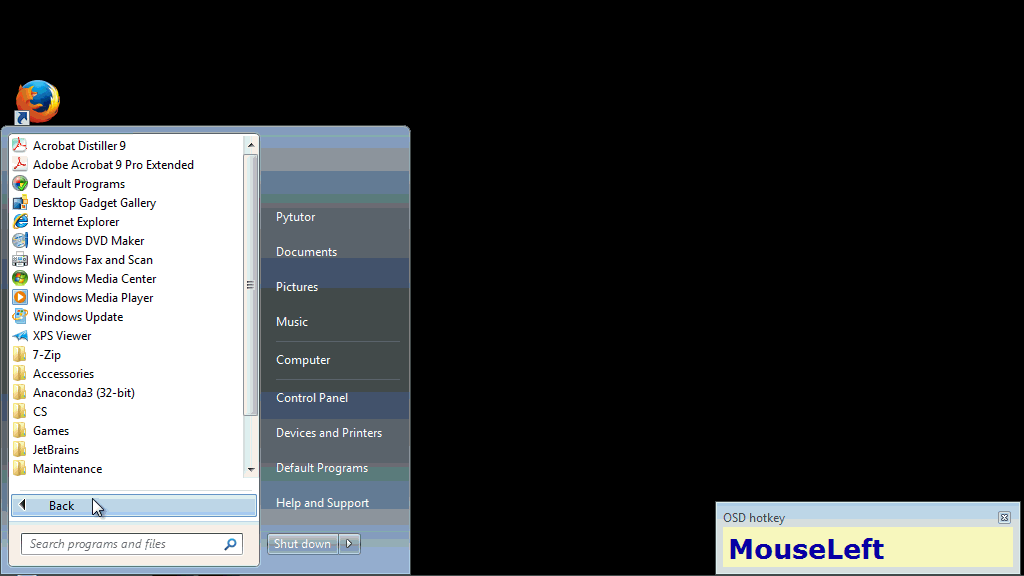 Acrobat Distiller 9
Adobe Acrobat 9 Pro Extended
Default Programs
Desktop Gadget Gallery
Internet Explorer
Windows DVD Maker
Windows Fax and Scan
Windows Media Center
Windows Media Player
Windows Update
XPS Viewer
7-Zip
Accessories
Anaconda3 (32-bit)
CS
Games
JetBrains
Maintenance
Back
Search programs and files
Pytutor
Documents
Pictures
Music
Computer
Control Panel
Devices and Printers
Default Programs
Help and Support
Shut down
OSD hotkey
MouseLeft